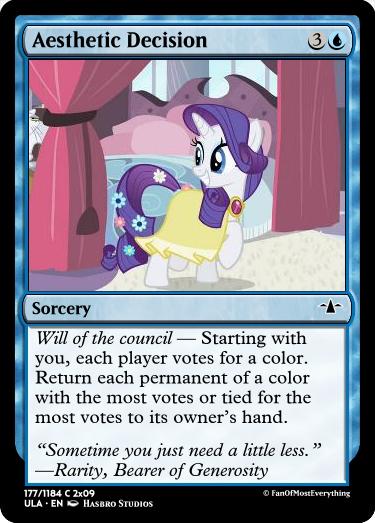 Aesthetic Decision 3
Sorcery
Will of the council — Starting with
you, each player votes for a color.
Return each permanent of a color
with the most votes or tied for the
most votes to its owner's hand.
"Sometime you just need a little less."
—Rarity, Bearer of Generosity
177/1184 C 2x09
ULA • EN Hasbro Studios
© FanOfMostEverything